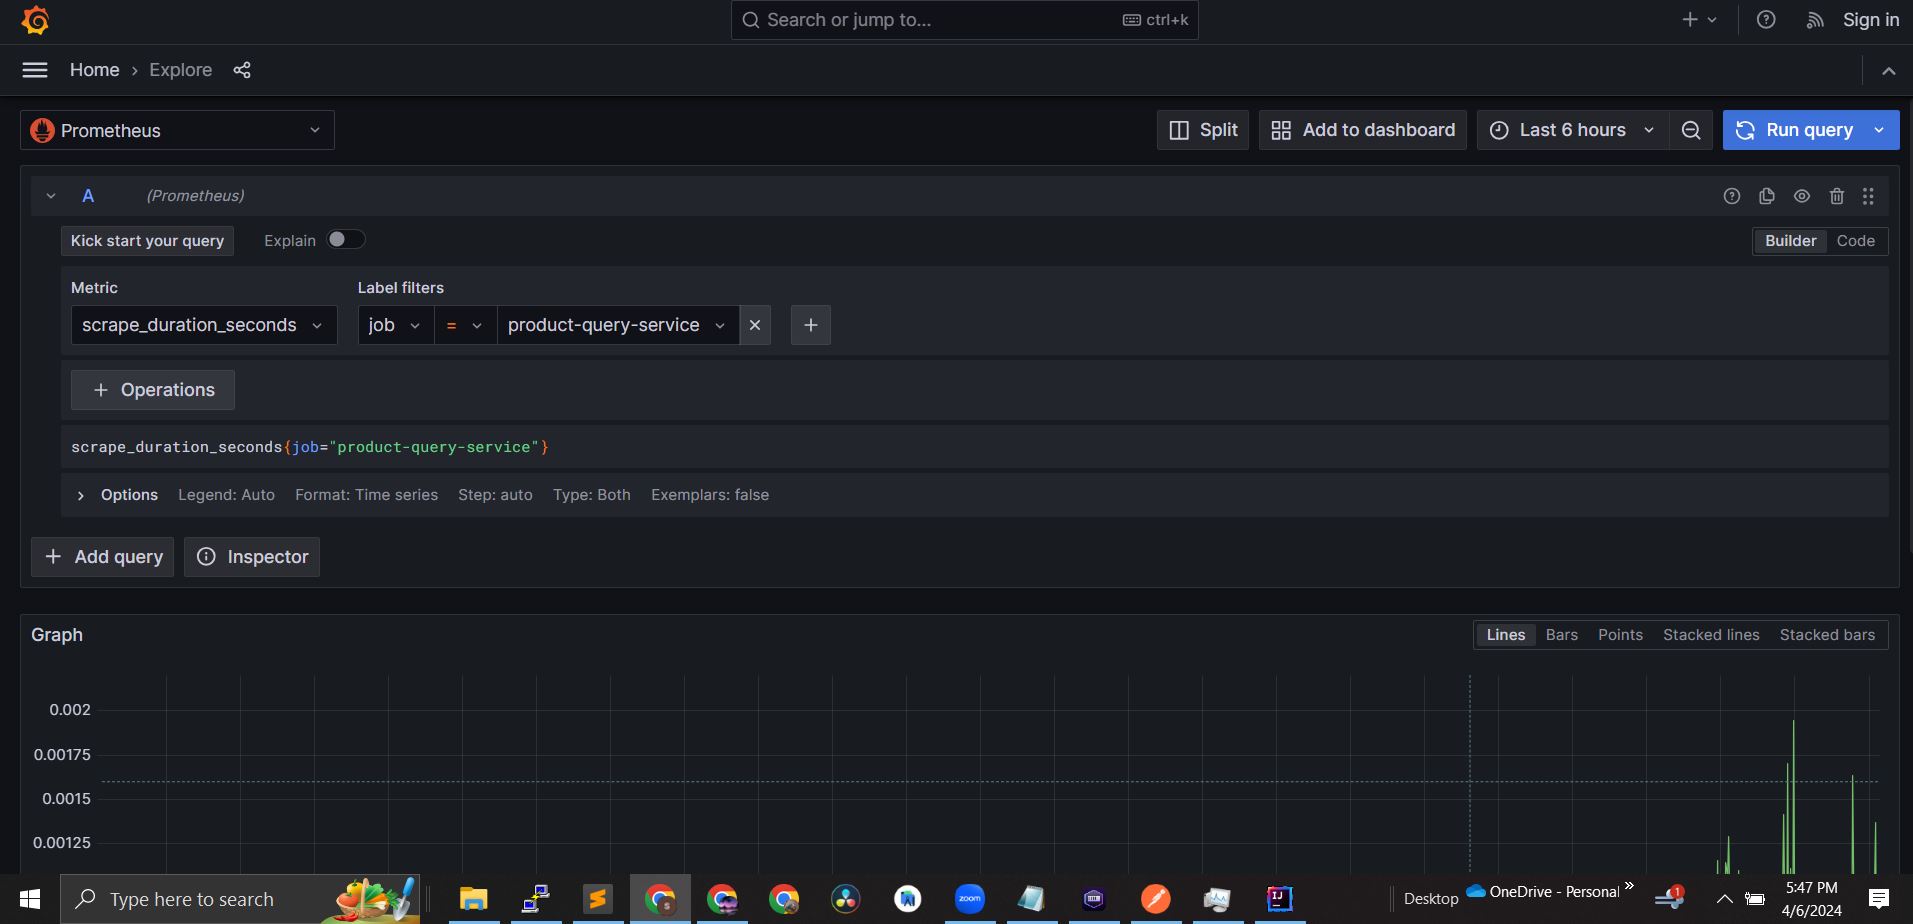 Search or jump to...
ctrl+k
Sign in
Home
Explore
Prometheus
Split
Add to dashboard
Last 6 hours
Run query
A
(Prometheus)
Kick start your query
Explain
Builder
Code
Metric
Label filters
scrape_duration_seconds
job
=
product-query-service
+ Operations
scrape_duration_seconds{job="product-query-service"}
Options
Legend: Auto
Format: Time series
Step: auto
Type: Both
Exemplars: false
+ Add query
Inspector
Graph
Lines
Bars
Points
Stacked lines
Stacked bars
0.002
0.00175
0.0015
0.00125
Type here to search
zoom
IJ
Desktop
OneDrive - Personal
»
1
5:47 PM
4/6/2024